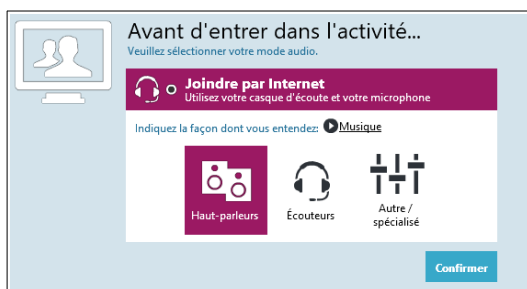 Avant d'entrer dans l'activité...
Veuillez sélectionner votre mode audio.
Joindre par Internet
Utilisez votre casque d'écoute et votre microphone
Indiquez la façon dont vous entendez: Musique
Haut-parleurs
Écouteurs
Autre /
spécialisé
Confirmer